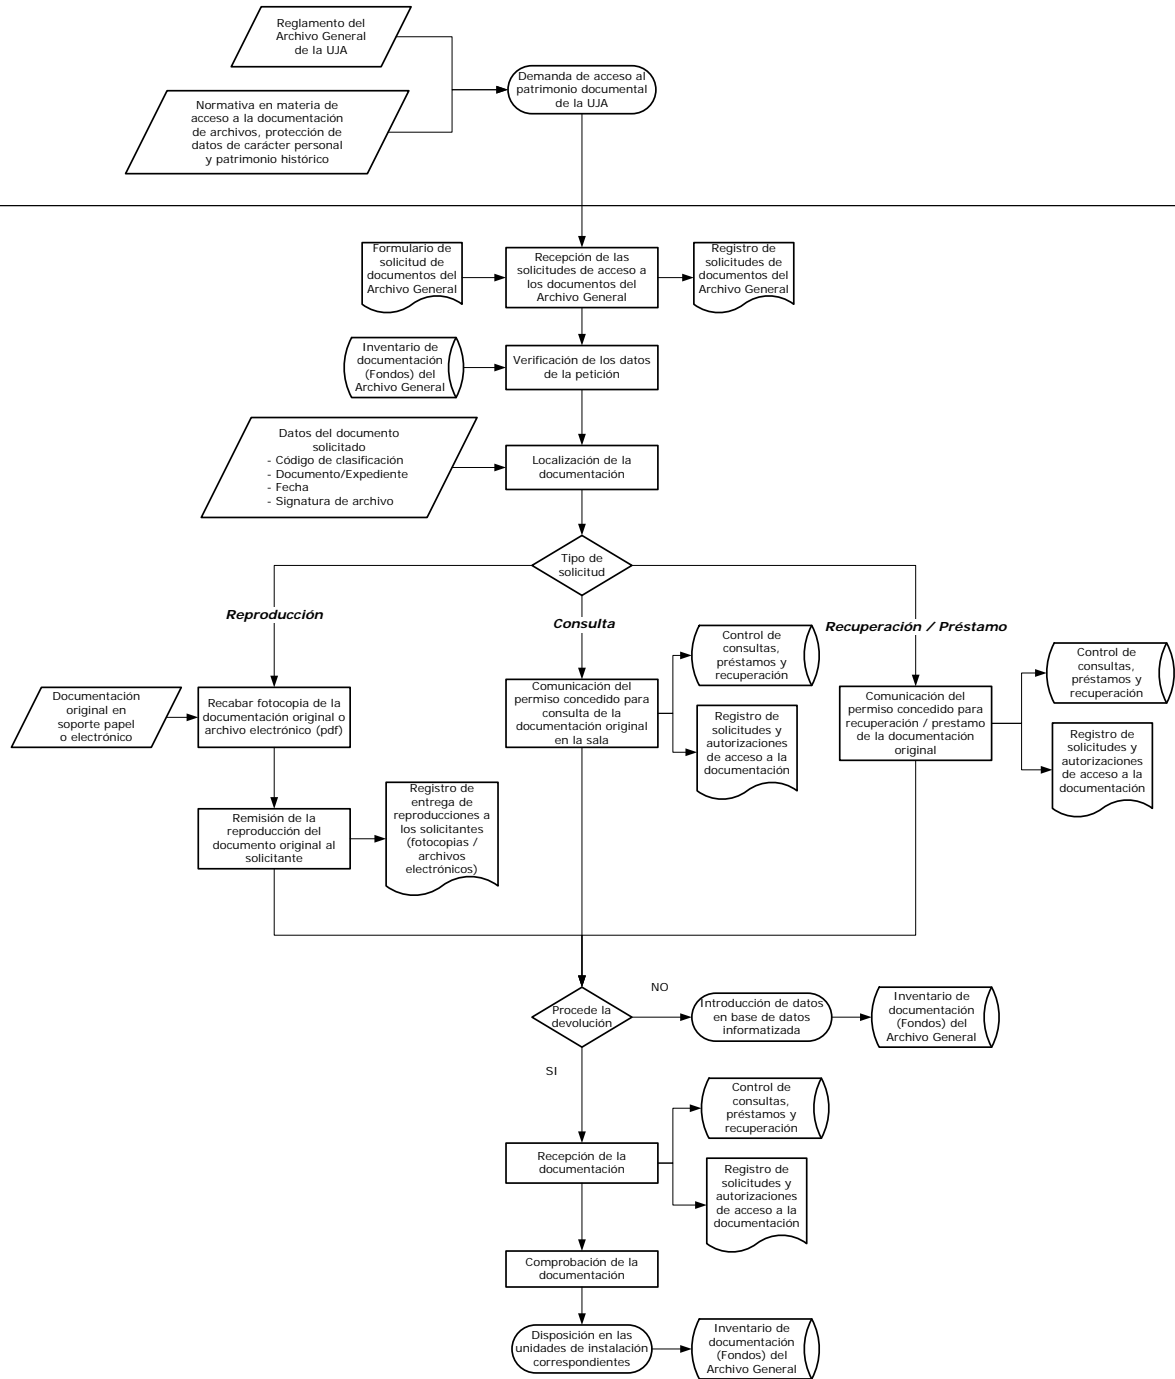 Reglamento del
Archivo General
de la UJA
Demanda de acceso al
patrimonio documental
de la UJA
Normativa en materia de
acceso a la documentación
de archivos, protección de
datos de carácter personal
y patrimonio histórico
Formulario de
solicitud de
documentos del
Archivo General
Recepción de las
solicitudes de acceso a
los documentos del
Archivo General
Registro de
solicitudes de
documentos del
Archivo General
Inventario de
documentación
(Fondos) del
Archivo General
Verificación de los datos
de la petición
Datos del documento
solicitado
- Código de clasificación
- Documento/Expediente
- Fecha
- Signatura de archivo
Localización de la
documentación
Tipo de
solicitud
Reproducción
Consulta
Recuperación / Préstamo
Control de
consultas,
préstamos y
recuperación
Control de
consultas,
préstamos y
recuperación
Documentación
original en
soporte papel
o electrónico
Recabar fotocopia de la
documentación original o
archivo electrónico (pdf)
Comunicación del
permiso concedido para
consulta de la
documentación original
en la sala
Registro de
solicitudes y
autorizaciones
de acceso a la
documentación
Comunicación del
permiso concedido para
recuperación / prestamo
de la documentación
original
Registro de
solicitudes y
autorizaciones
de acceso a la
documentación
Remisión de la
reproducción del
documento original al
solicitante
Registro de
entrega de
reproducciones a
los solicitantes
(fotocopias /
archivos
electrónicos)
Procede la
devolución
NO
Introducción de datos
en base de datos
informatizada
Inventario de
documentación
(Fondos) del
Archivo General
SI
Control de
consultas,
préstamos y
recuperación
Recepción de la
documentación
Registro de
solicitudes y
autorizaciones
de acceso a la
documentación
Comprobación de la
documentación
Disposición en las
unidades de instalación
correspondientes
Inventario de
documentación
(Fondos) del
Archivo General